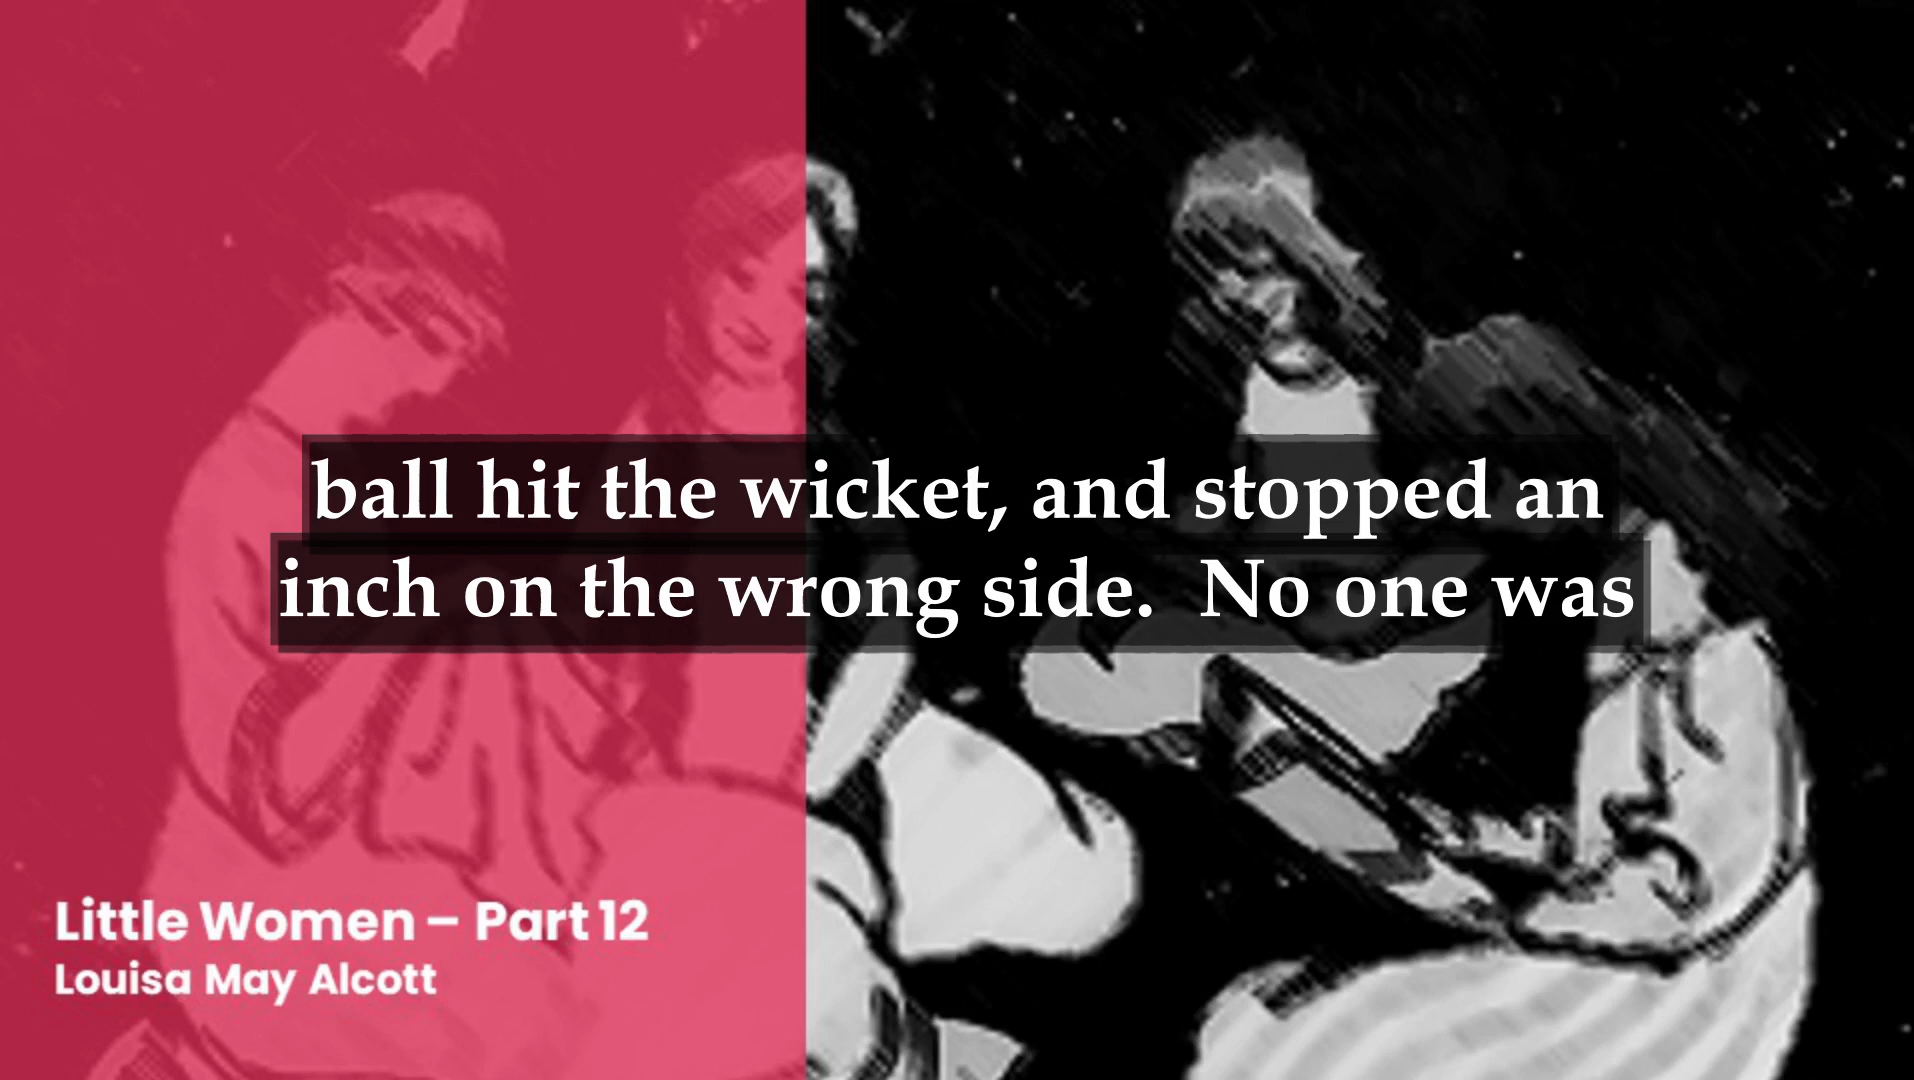 ball hit the wicket, and stopped an
inch on the wrong side.  No one was
Little Women – Part 12
Louisa May Alcott